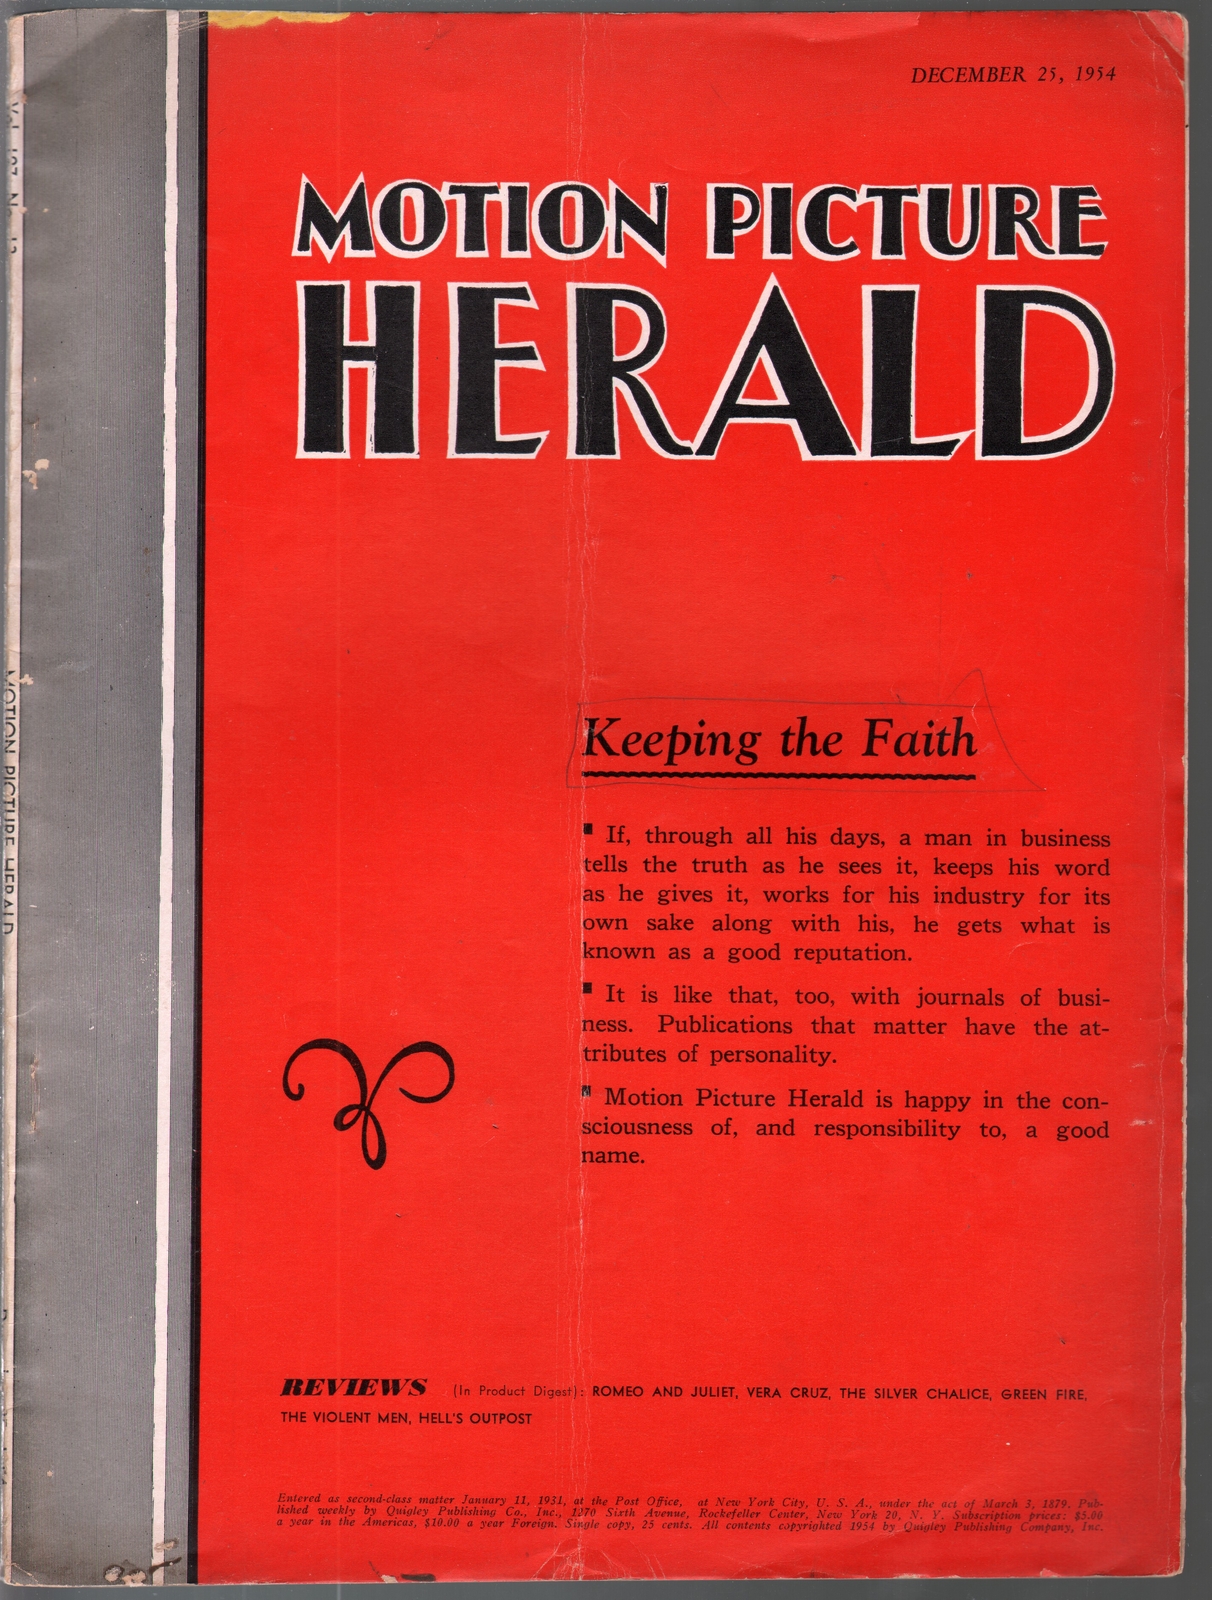 DECEMBER 25, 1954
MOTION PICTURE
HERALD
Keeping the Faith
If, through all his days, a man in business
tells the truth as he sees it, keeps his word
as he gives it, works for his industry for its
own sake along with his, he gets what is
known as a good reputation.
It is like that, too, with journals of busi-
ness. Publications that matter have the at-
tributes of personality.
Motion Picture Herald is happy in the con-
sciousness of, and responsibility to, a good
name.
REVIEWS (In Product Digest): ROMEO AND JULIET, VERA CRUZ, THE SILVER CHALICE, GREEN FIRE,
THE VIOLENT MEN, HELL'S OUTPOST
Entered as second-class matter January 11, 1931, at the Post Office, at New York City, U. S. A., under the act of March 3, 1879. Pub-
lished weekly by Quigley Publishing Co., Inc., 1270 Sixth Avenue, Rockefeller Center, New York 20, N. Y. Subscription prices: $5.00
a year in the Americas, $10.00 a year Foreign. Single copy, 25 cents. All contents copyrighted 1954 by Quigley Publishing Company, Inc.
MOTION PICTURE HERALD